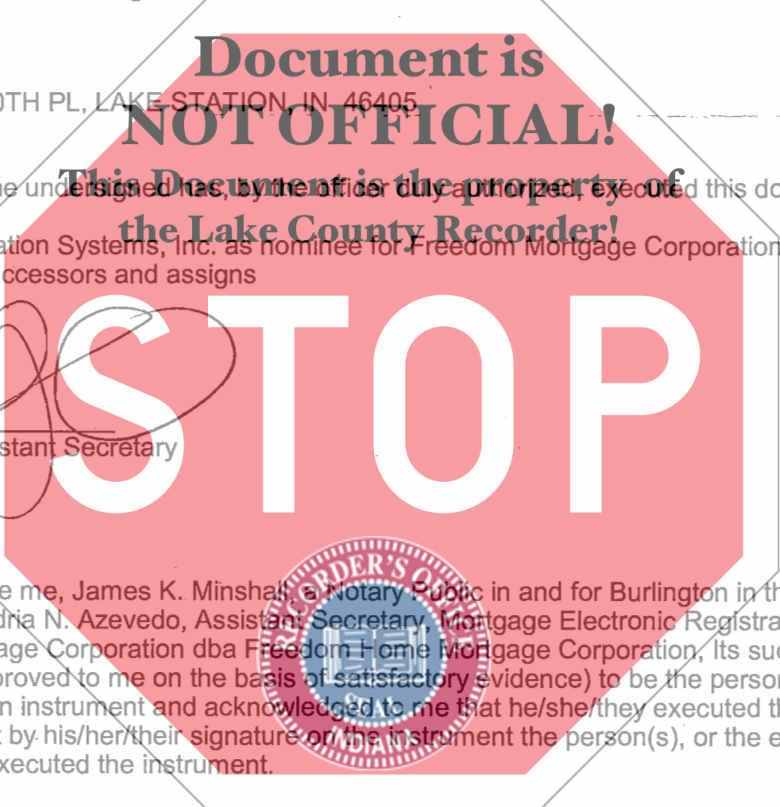 Document is
0TH PL, LAKE STATION, IN 46405
NOT OFFICIAL!
This Document is the property of
e undersigned has, by the officer duly authorized, executed this do
the Lake County Recorder!
ation Systems, Inc. as nominee for Freedom Mortgage Corporation
ccessors and assigns
STOP
stant Secretary
e me, James K. Minshall, a Notary Public in and for Burlington in th
dria N. Azevedo, Assistant Secretary, Mortgage Electronic Registra
age Corporation dba Freedom Home Mortgage Corporation, Its suc
proved to me on the basis of satisfactory evidence) to be the person
n instrument and acknowledged to me that he/she/they executed th
t by his/her/their signature on the instrument the person(s), or the e
xecuted the instrument.
RECORDER'S OFFICE
SEAL
INDIANA